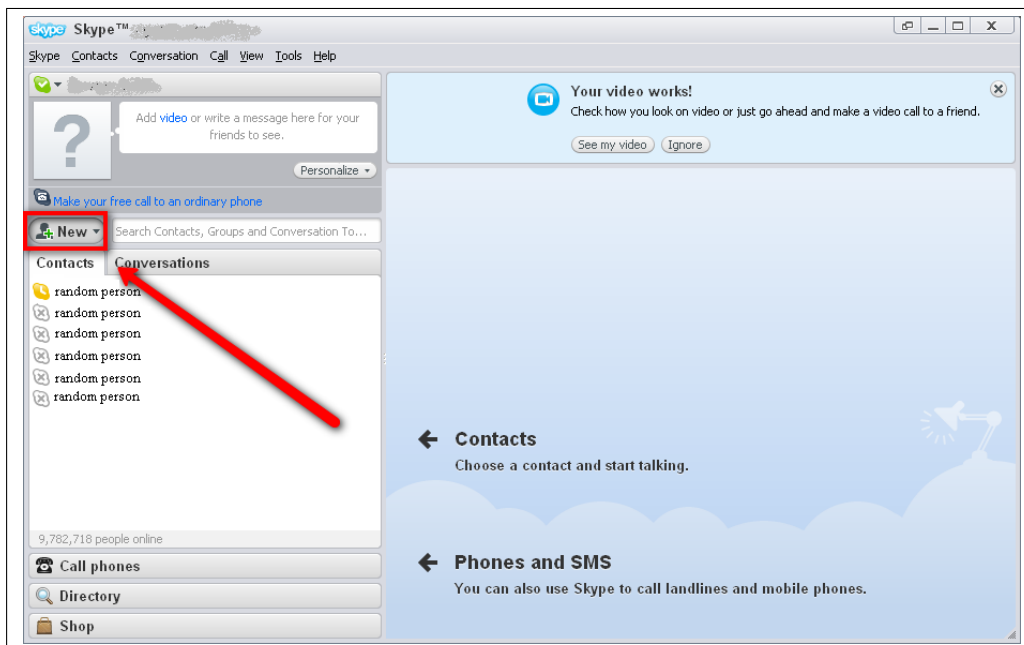 skype Skype™
Skype Contacts Conversation Call View Tools Help
Add video or write a message here for your
friends to see.
Personalize
Make your free call to an ordinary phone
New
Search Contacts, Groups and Conversation To...
Contacts Conversations
random person
random person
random person
random person
random person
random person
9,782,718 people online
Call phones
Directory
Shop
Your video works!
Check how you look on video or just go ahead and make a video call to a friend.
See my video Ignore
Contacts
Choose a contact and start talking.
Phones and SMS
You can also use Skype to call landlines and mobile phones.